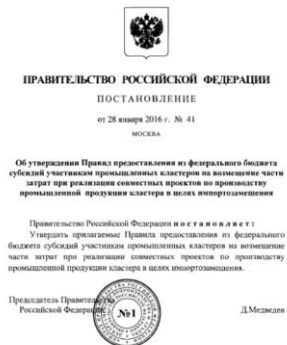 ПРАВИТЕЛЬСТВО РОССИЙСКОЙ ФЕДЕРАЦИИ
ПОСТАНОВЛЕНИЕ
от 28 января 2016 г. № 41
МОСКВА
Об утверждении Правил предоставления из федерального бюджета
субсидий участникам промышленных кластеров на возмещение части
затрат при реализации совместных проектов по производству
промышленной продукции кластера в целях импортозамещения
Правительство Российской Федерации постановляет:
Утвердить прилагаемые Правила предоставления из федерального
бюджета субсидий участникам промышленных кластеров на возмещение
части затрат при реализации совместных проектов по производству
промышленной продукции кластера в целях импортозамещения.
Председатель Правительства
Российской Федерации
Д.Медведев
№1